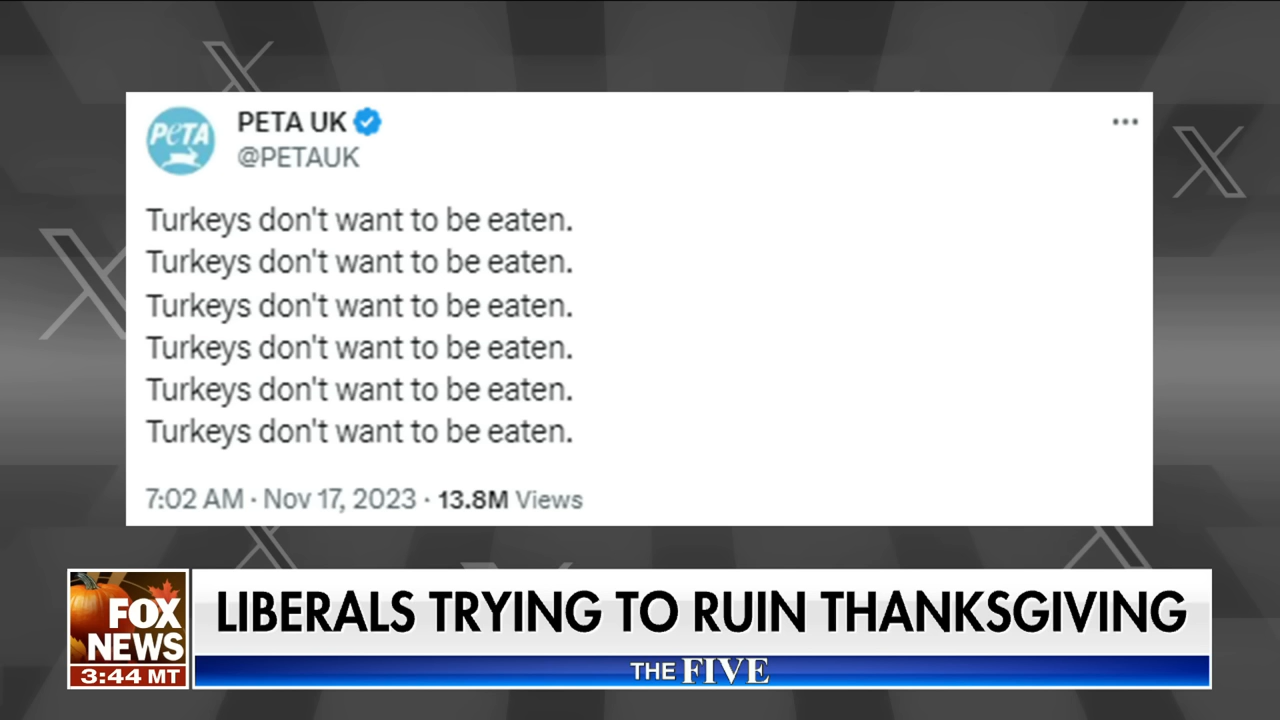 PETA
PETA UK
@PETAUK
Turkeys don't want to be eaten.
Turkeys don't want to be eaten.
Turkeys don't want to be eaten.
Turkeys don't want to be eaten.
Turkeys don't want to be eaten.
Turkeys don't want to be eaten.
7:02 AM · Nov 17, 2023 · 13.8M Views
FOX
NEWS
3:44 MT
LIBERALS TRYING TO RUIN THANKSGIVING
THE FIVE